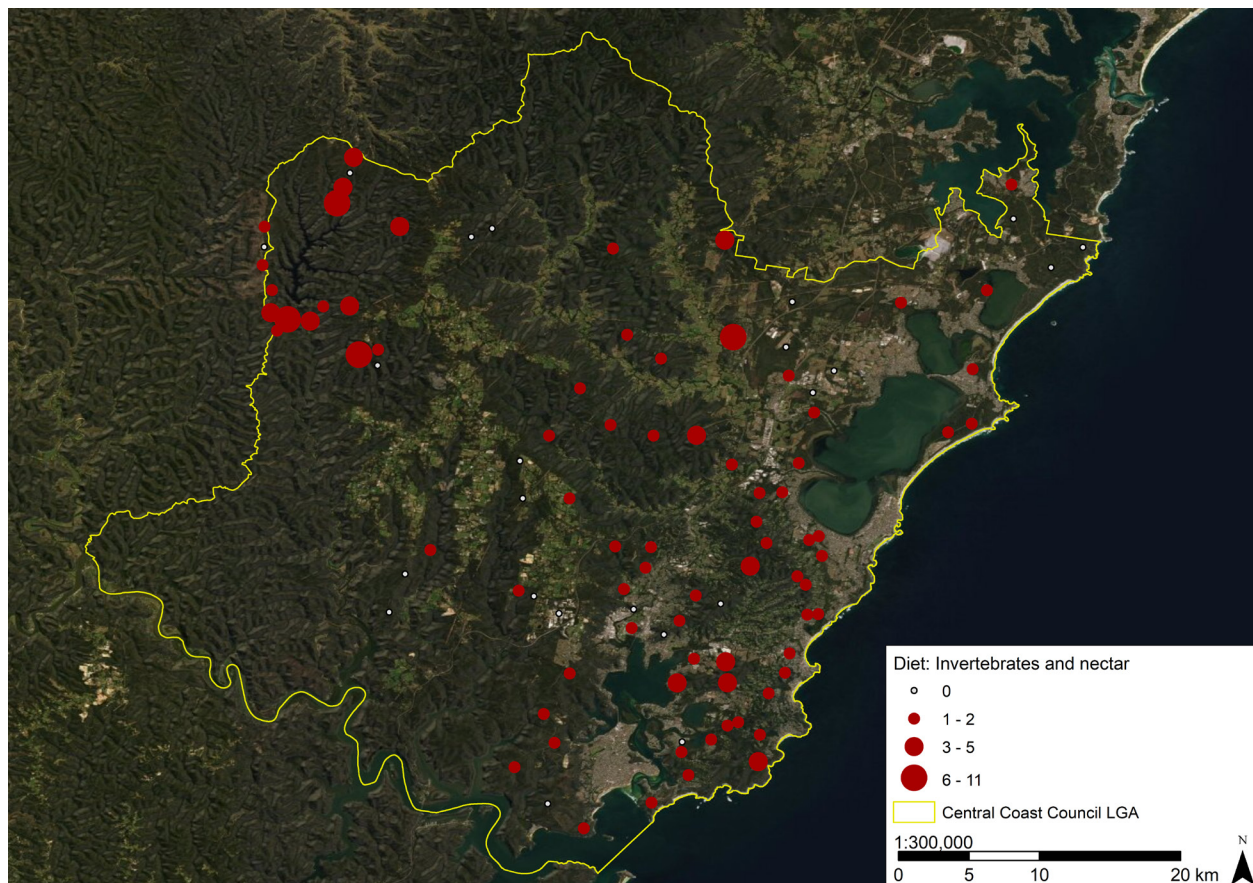 Diet: Invertebrates and nectar
0
1 - 2
3 - 5
6 - 11
Central Coast Council LGA
1:300,000
N
0 5 10 20 km